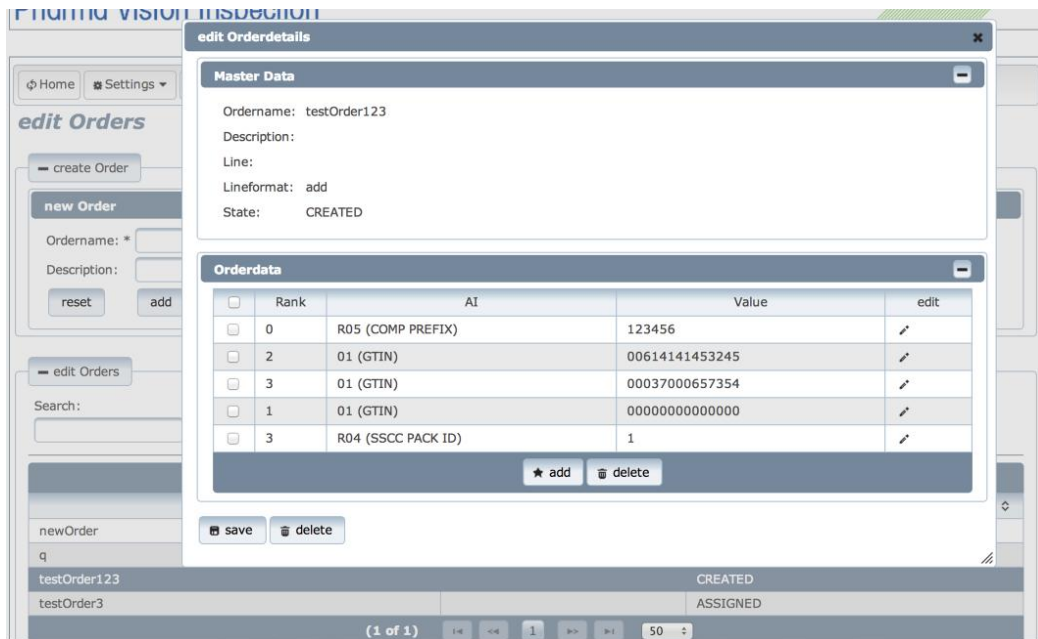 Pharma Vision Inspection
edit Orderdetails
Home Settings
edit Orders
create Order
new Order
Ordername: *
Description:
reset add
edit Orders
Search:
Master Data
Ordername: testOrder123
Description:
Line:
Lineformat: add
State: CREATED
Orderdata
Rank AI Value edit
0 R05 (COMP PREFIX) 123456
2 01 (GTIN) 00614141453245
3 01 (GTIN) 00037000657354
1 01 (GTIN) 00000000000000
3 R04 (SSCC PACK ID) 1
add delete
save delete
newOrder
q
testOrder123 CREATED
testOrder3 ASSIGNED
(1 of 1) 1 50